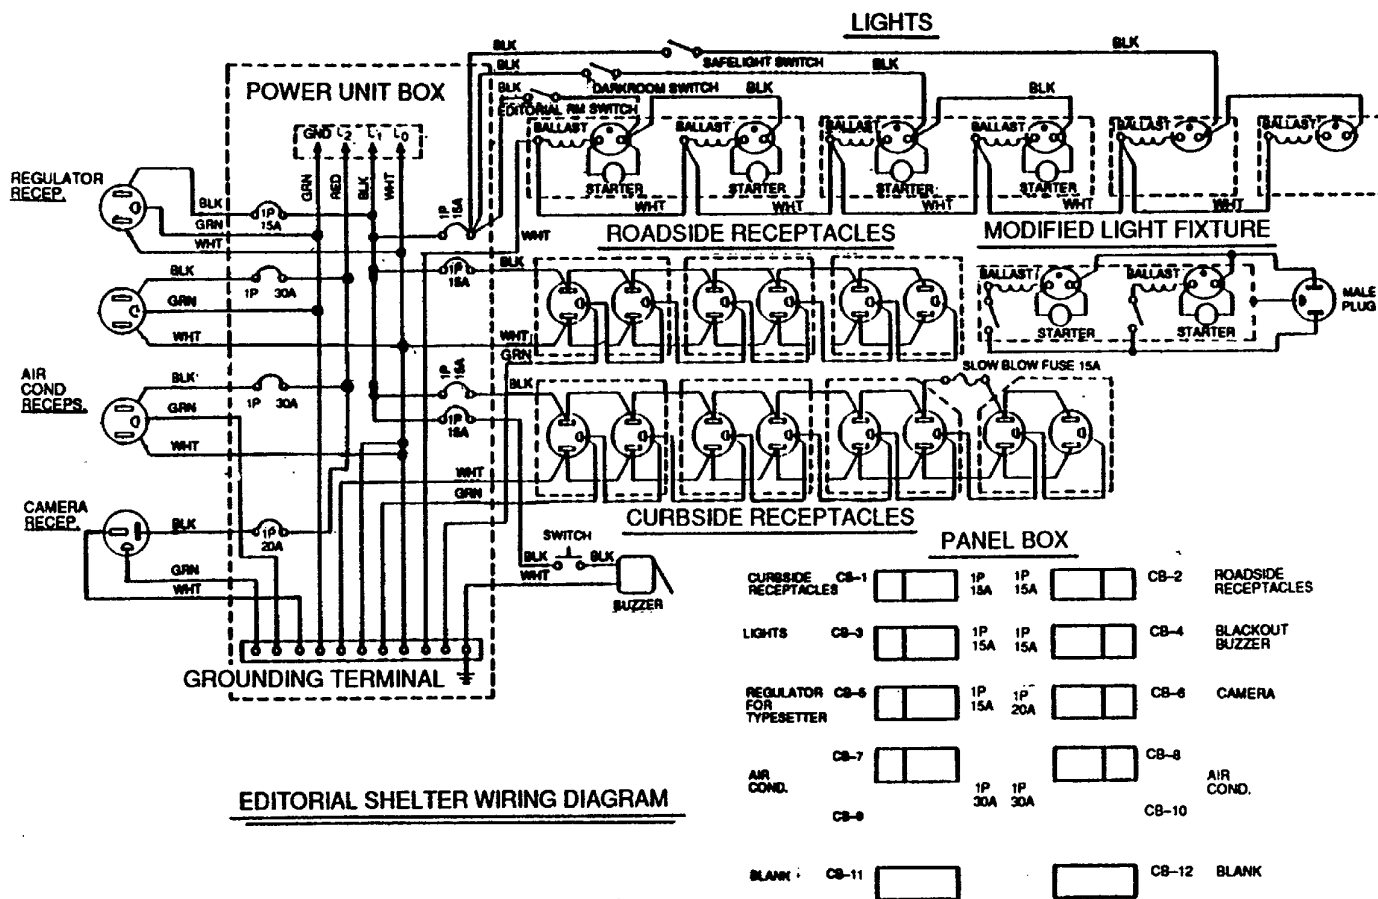 LIGHTS
BLK
BLK
SAFELIGHT SWITCH
BLK
DARKROOM SWITCH
BLK
BLK
EDITORIAL RM SWITCH
POWER UNIT BOX
GND L2 L1 L0
BALLAST
BALLAST
BALLAST
BALLAST
BALLAST
BALLAST
STARTER
STARTER
STARTER
STARTER
WHT
WHT
WHT
WHT
WHT
WHT
REGULATOR
RECEP.
GRN
RED
BLK
WHT
BLK
1P
15A
GRN
WHT
1P
15A
ROADSIDE RECEPTACLES
MODIFIED LIGHT FIXTURE
BLK
1P 30A
GRN
WHT
1P
15A
BLK
WHT
GRN
BALLAST
BALLAST
STARTER
STARTER
MALE
PLUG
SLOW BLOW FUSE 15A
AIR
COND
RECEPS.
BLK
1P 30A
GRN
WHT
1P
15A
BLK
1P
15A
WHT
GRN
CURBSIDE RECEPTACLES
CAMERA
RECEP.
BLK
1P
20A
GRN
WHT
SWITCH
BLK
BLK
WHT
BUZZER
GROUNDING TERMINAL
PANEL BOX
CURBSIDE
RECEPTACLES
CB-1
1P
15A
1P
15A
CB-2
ROADSIDE
RECEPTACLES
LIGHTS
CB-3
1P
15A
1P
15A
CB-4
BLACKOUT
BUZZER
REGULATOR
FOR
TYPESETTER
CB-5
1P
15A
1P
20A
CB-6
CAMERA
AIR
COND.
CB-7
CB-9
1P
30A
1P
30A
CB-8
CB-10
AIR
COND.
BLANK
CB-11
CB-12
BLANK
EDITORIAL SHELTER WIRING DIAGRAM